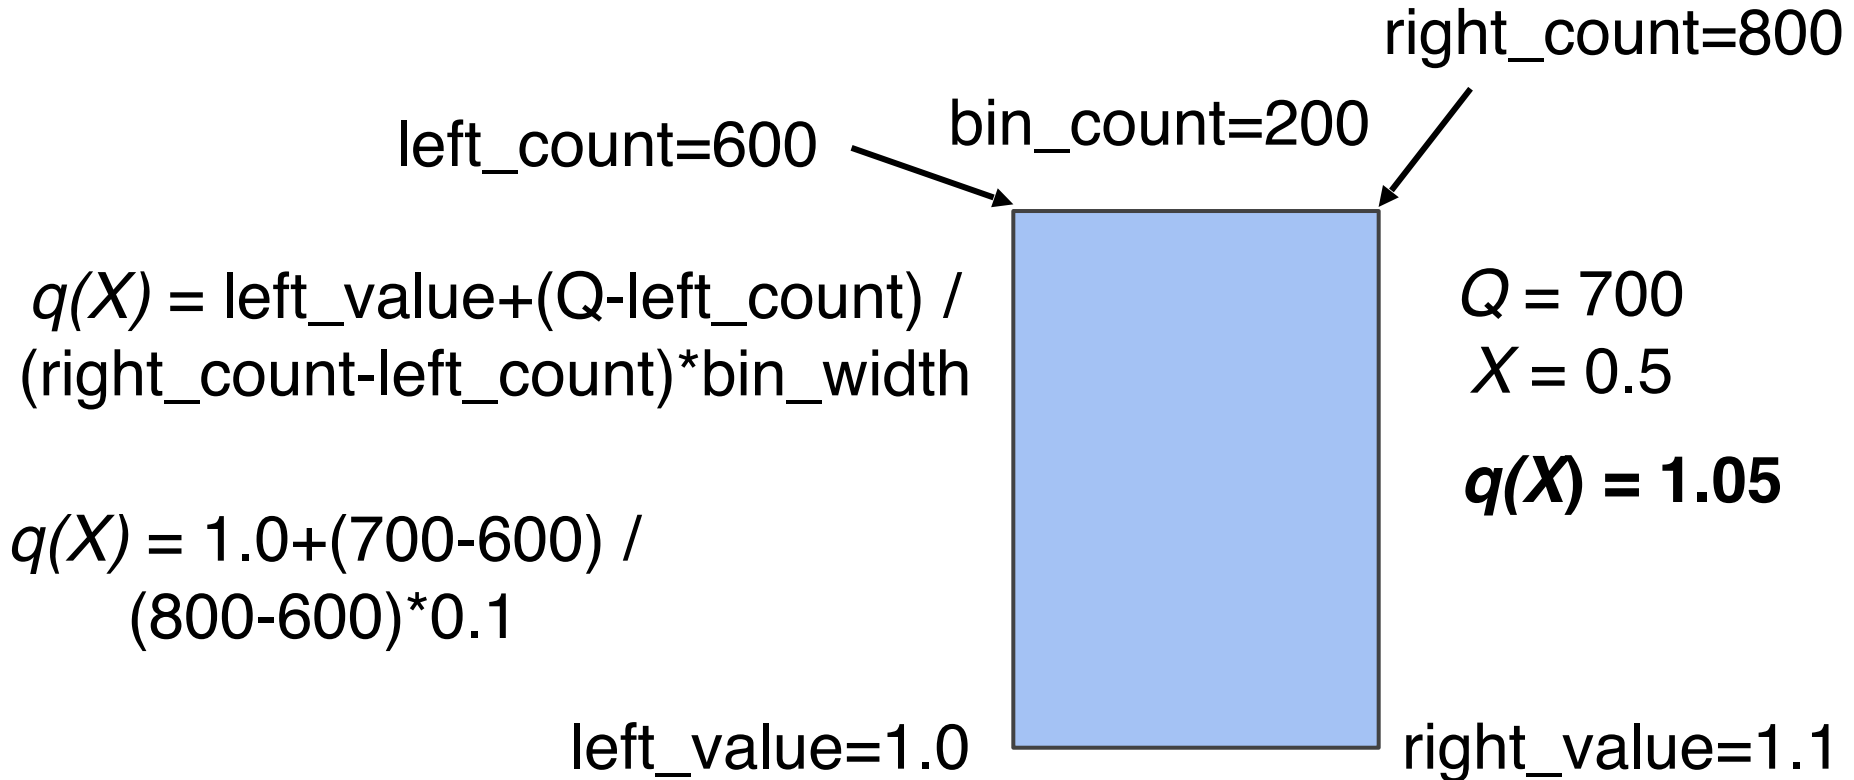 right_count=800
bin_count=200
left_count=600
q(X) = left_value+(Q-left_count) /
(right_count-left_count)*bin_width
Q = 700
X = 0.5
q(X) = 1.05
q(X) = 1.0+(700-600) /
(800-600)*0.1
left_value=1.0
right_value=1.1